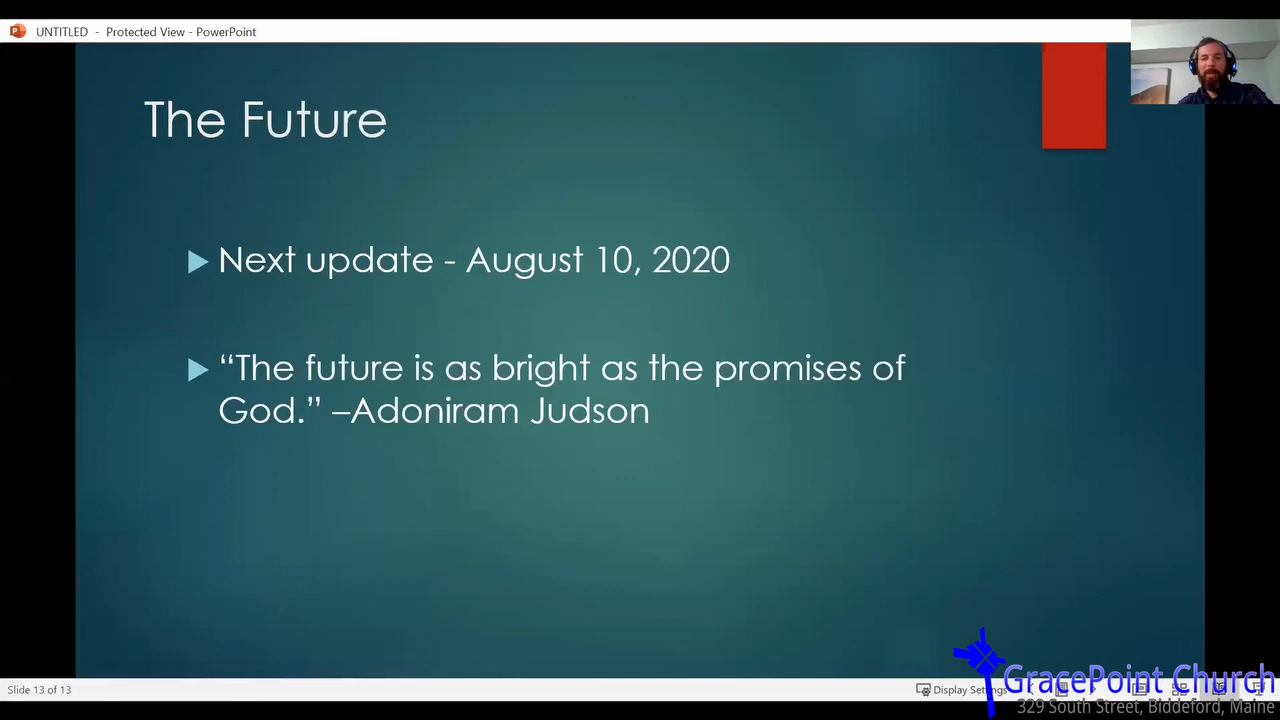 UNTITLED - Protected View - PowerPoint
The Future
Next update - August 10, 2020
“The future is as bright as the promises of
God.” –Adoniram Judson
Slide 13 of 13
Display Settings
GracePoint Church
329 South Street, Biddeford, Maine